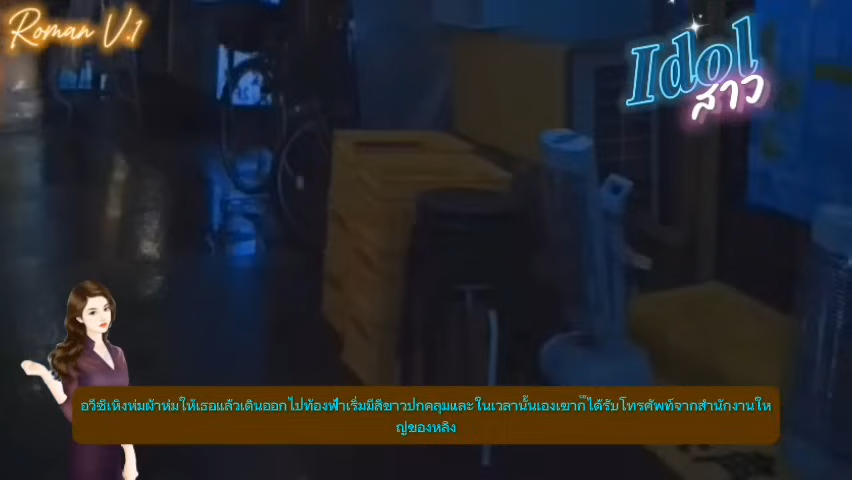 Roman V.1
Idol
สาว
อวี๋ซีเหิงห่มผ้าห่มให้เธอแล้วเดินออกไปท้องฟ้าเริ่มมีสีขาวปกคลุมและในเวลานั้นเองเขาก็ได้รับโทรศัพท์จากสำนักงานให
ญ่ของหลิง